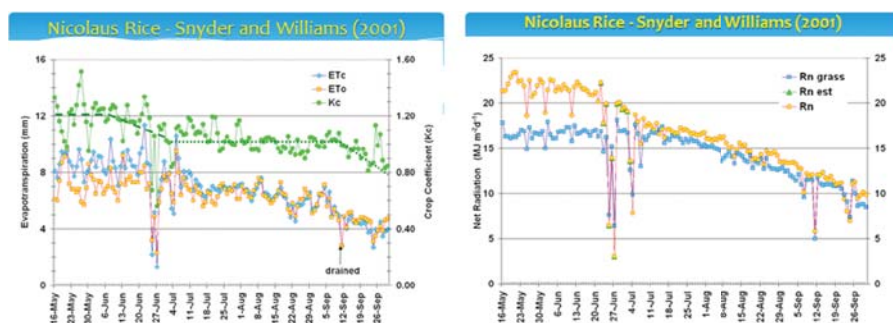 Nicolaus Rice - Snyder and Williams (2001)
16
12
8
4
0
Evapotranspiration (mm)
ETc
ETo
Kc
drained
1.60
1.20
0.80
0.40
0.00
Crop Coefficient (Kc)
16-May
23-May
30-May
6-Jun
13-Jun
20-Jun
27-Jun
4-Jul
11-Jul
18-Jul
25-Jul
1-Aug
8-Aug
15-Aug
22-Aug
29-Aug
5-Sep
12-Sep
19-Sep
26-Sep
Nicolaus Rice - Snyder and Williams (2001)
25
20
15
10
5
0
Net Radiation (MJ m-2d-1)
Rn grass
Rn est
Rn
25
20
15
10
5
0
16-May
23-May
30-May
6-Jun
13-Jun
20-Jun
27-Jun
4-Jul
11-Jul
18-Jul
25-Jul
1-Aug
8-Aug
15-Aug
22-Aug
29-Aug
5-Sep
12-Sep
19-Sep
26-Sep